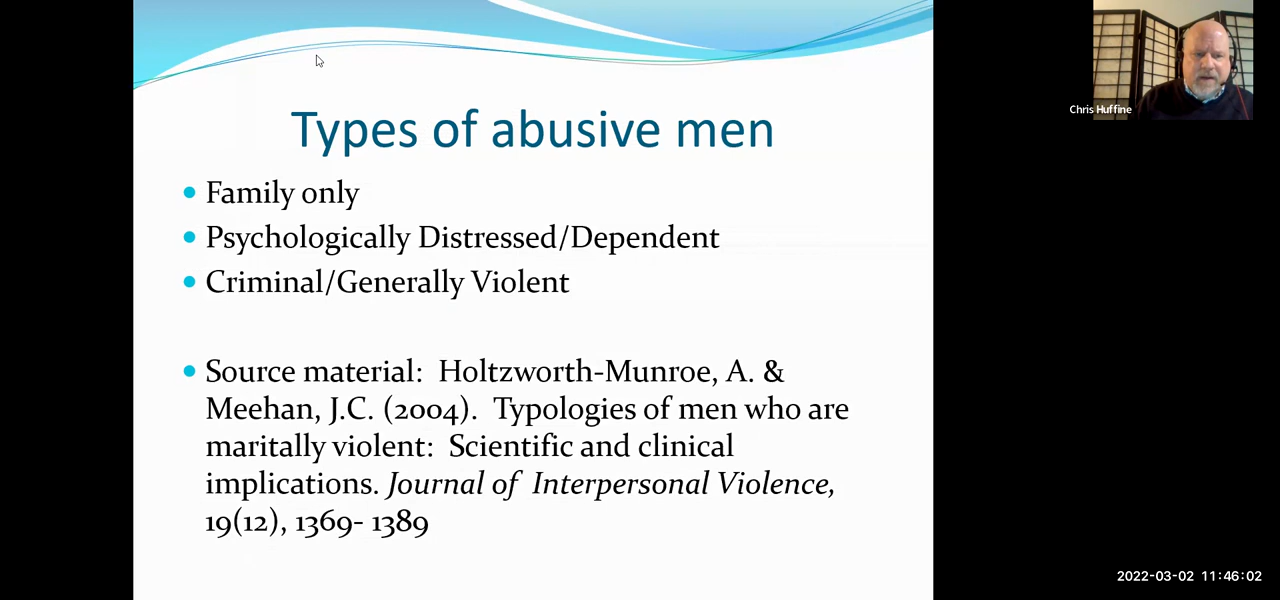 Types of abusive men
Family only
Psychologically Distressed/Dependent
Criminal/Generally Violent
Source material: Holtzworth-Munroe, A. &
Meehan, J.C. (2004). Typologies of men who are
maritally violent: Scientific and clinical
implications. Journal of Interpersonal Violence,
19(12), 1369- 1389
Chris Huffine
2022-03-02 11:46:02